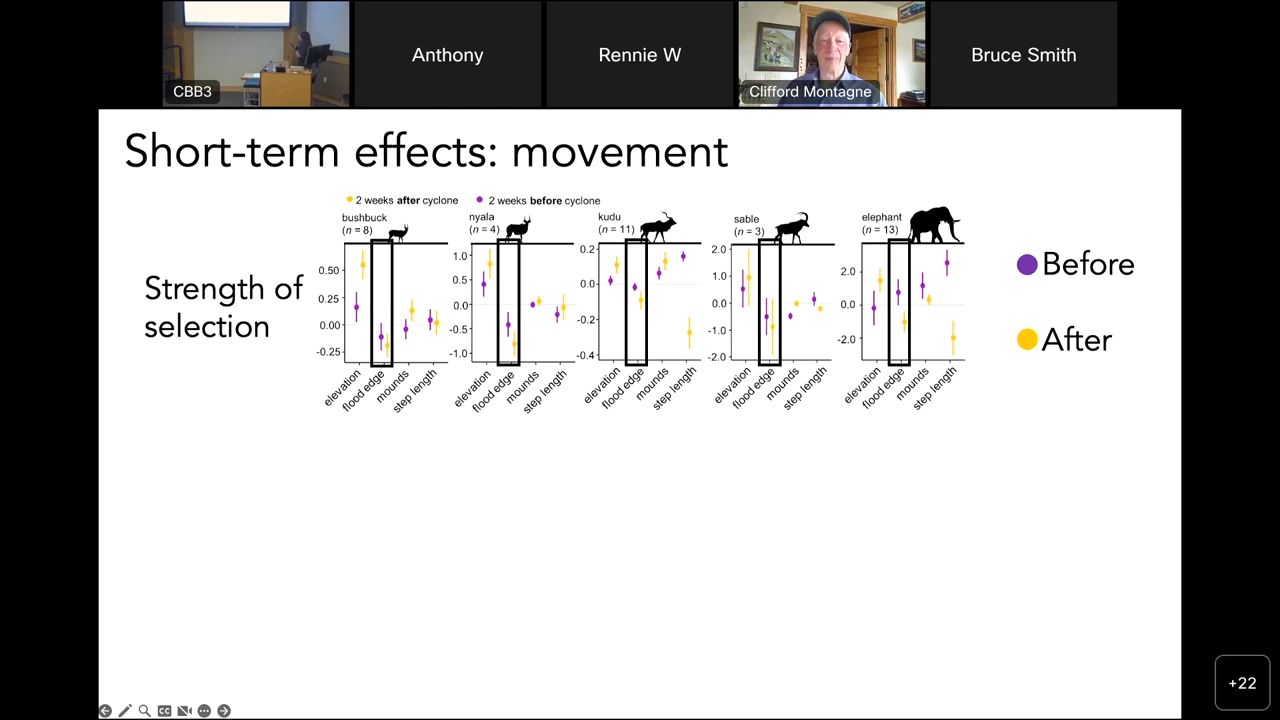 CBB3
Anthony
Rennie W
Clifford Montagne
Bruce Smith
Short-term effects: movement
2 weeks after cyclone
2 weeks before cyclone
bushbuck
(n = 8)
nyala
(n = 4)
kudu
(n = 11)
sable
(n = 3)
elephant
(n = 13)
Strength of
selection
0.50
0.25
0.00
-0.25
elevation
flood edge
mounds
step length
1.0
0.5
0.0
-0.5
-1.0
elevation
flood edge
mounds
step length
0.2
0.0
-0.2
-0.4
elevation
flood edge
mounds
step length
2.0
1.0
0.0
-1.0
-2.0
elevation
flood edge
mounds
step length
2.0
0.0
-2.0
elevation
flood edge
mounds
step length
Before
After
CC
+22